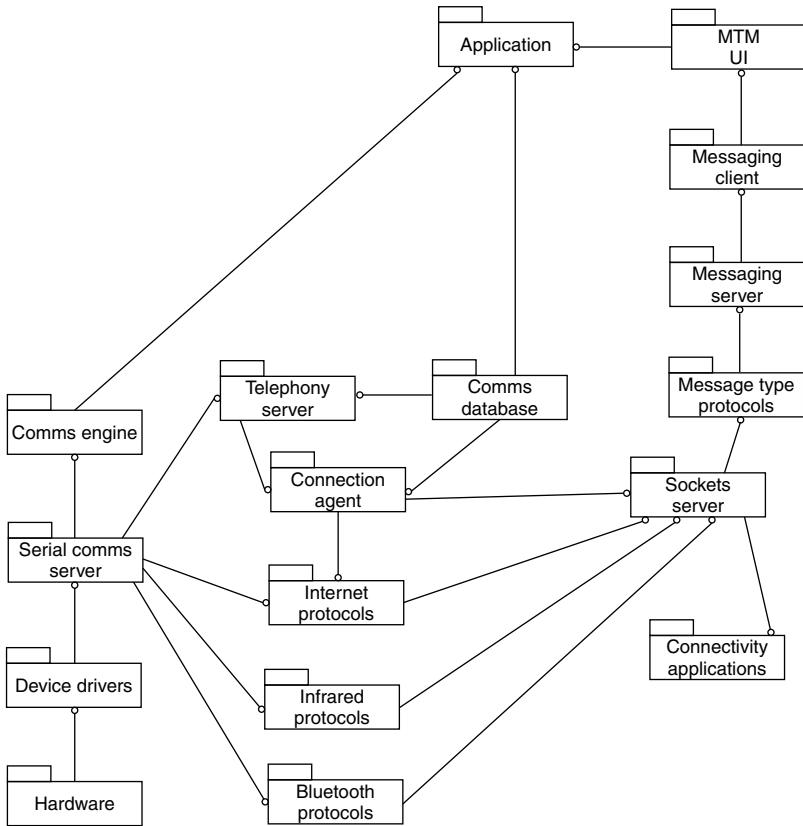 Application
MTM
UI
Messaging
client
Messaging
server
Telephony
server
Comms
database
Message type
protocols
Comms engine
Connection
agent
Sockets
server
Serial comms
server
Internet
protocols
Connectivity
applications
Device drivers
Infrared
protocols
Hardware
Bluetooth
protocols